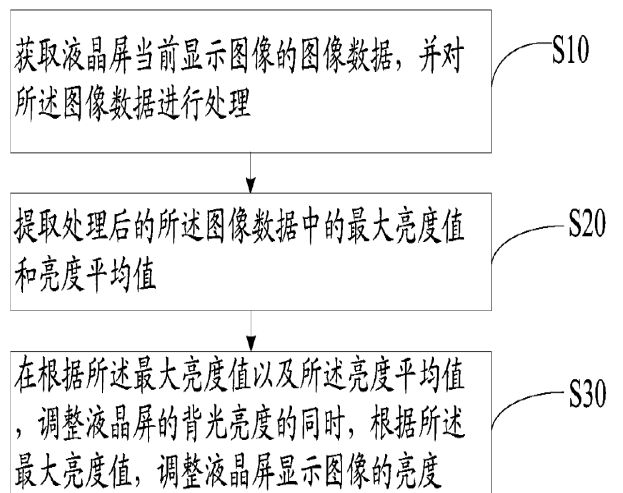 获取液晶屏当前显示图像的图像数据，并对
所述图像数据进行处理
S10
提取处理后的所述图像数据中的最大亮度值
和亮度平均值
S20
在根据所述最大亮度值以及所述亮度平均值
，调整液晶屏的背光亮度的同时，根据所述
最大亮度值，调整液晶屏显示图像的亮度
S30